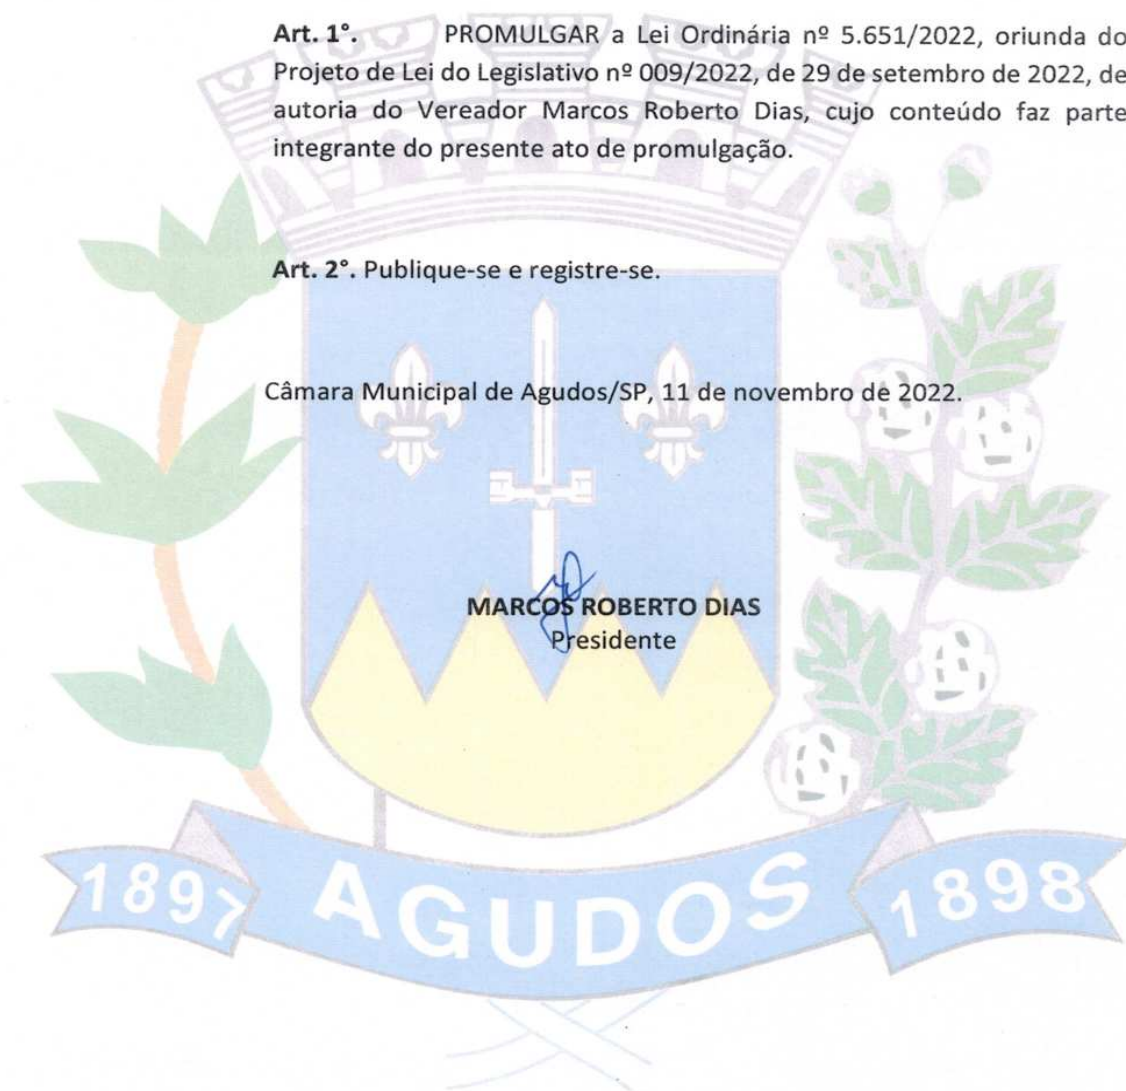 Art. 1°. PROMULGAR a Lei Ordinária nº 5.651/2022, oriunda do
Projeto de Lei do Legislativo nº 009/2022, de 29 de setembro de 2022, de
autoria do Vereador Marcos Roberto Dias, cujo conteúdo faz parte
integrante do presente ato de promulgação.
Art. 2°. Publique-se e registre-se.
Câmara Municipal de Agudos/SP, 11 de novembro de 2022.
MARCOS ROBERTO DIAS
Presidente
1897 AGUDOS 1898